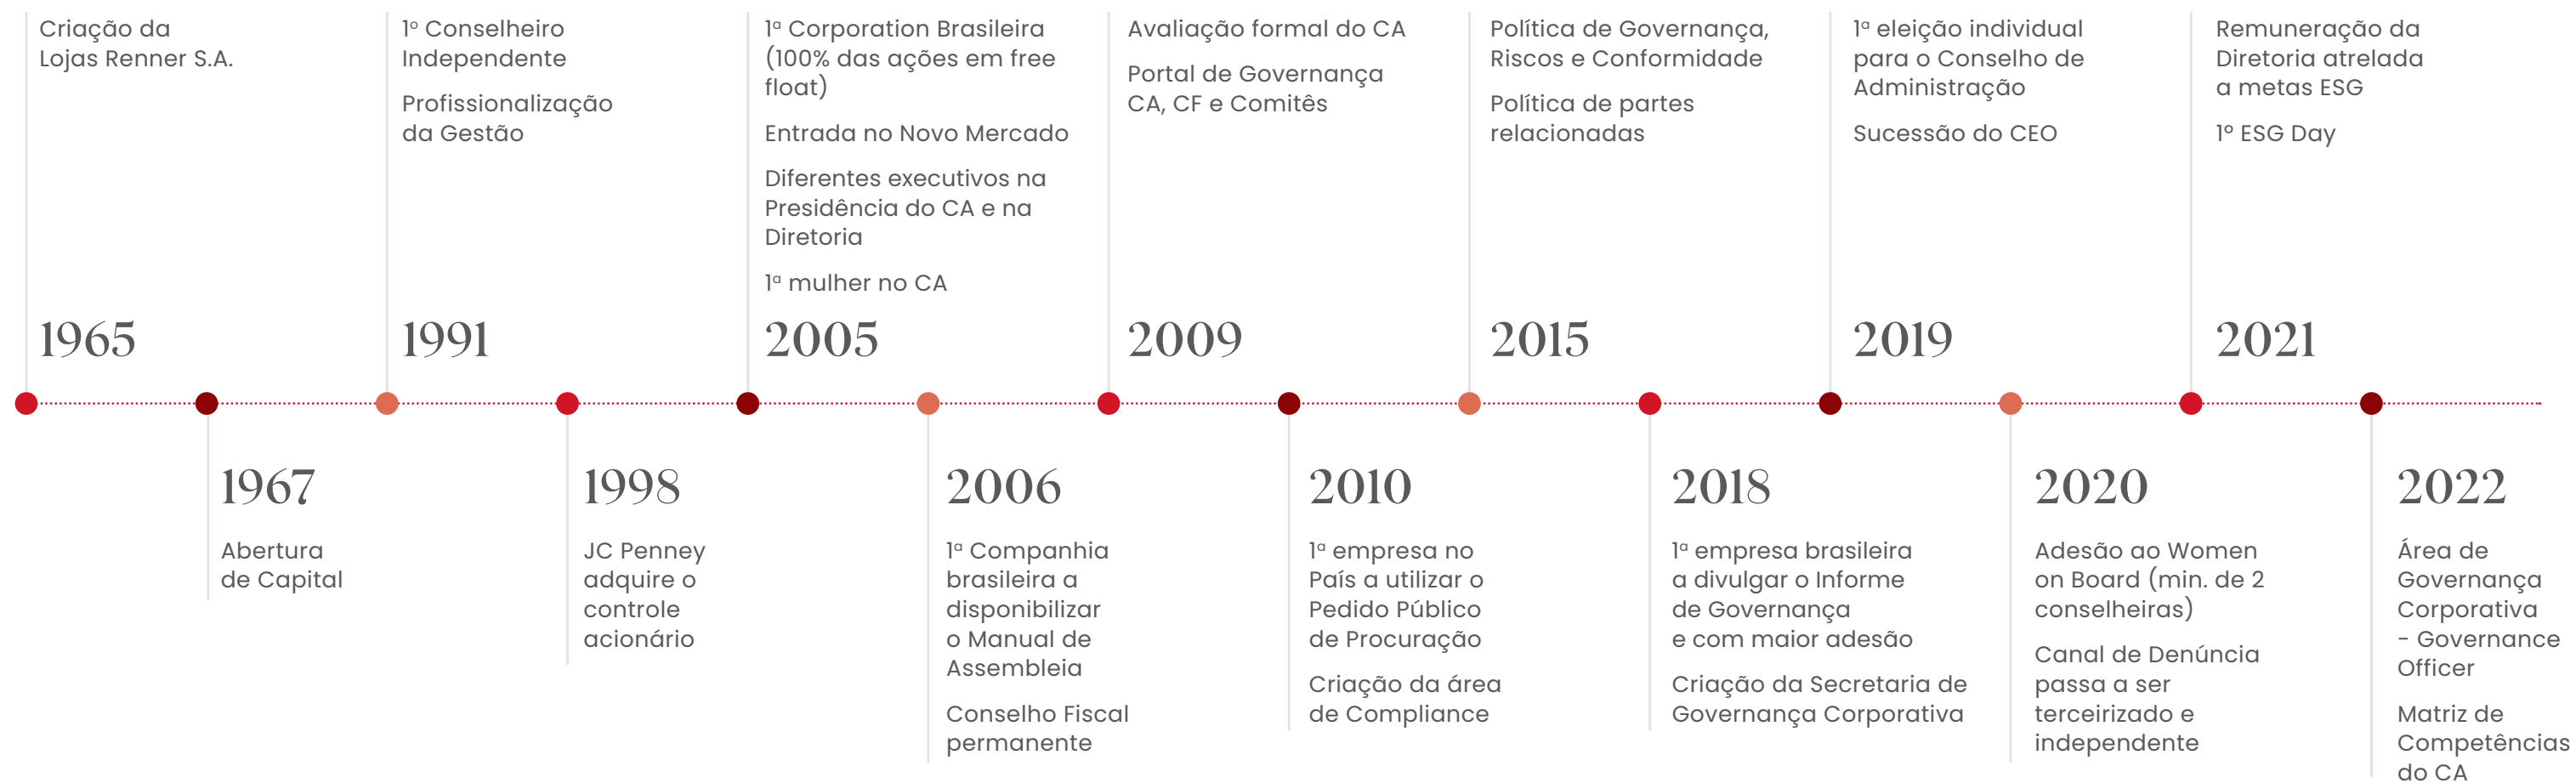 Criação da
Lojas Renner S.A.
1965
1º Conselheiro
Independente
Profissionalização
da Gestão
1991
1ª Corporation Brasileira
(100% das ações em free
float)
Entrada no Novo Mercado
Diferentes executivos na
Presidência do CA e na
Diretoria
1ª mulher no CA
2005
Avaliação formal do CA
Portal de Governança
CA, CF e Comitês
2009
Política de Governança,
Riscos e Conformidade
Política de partes
relacionadas
2015
1ª eleição individual
para o Conselho de
Administração
Sucessão do CEO
2019
Remuneração da
Diretoria atrelada
a metas ESG
1º ESG Day
2021
1967
Abertura
de Capital
1998
JC Penney
adquire o
controle
acionário
2006
1ª Companhia
brasileira a
disponibilizar
o Manual de
Assembleia
Conselho Fiscal
permanente
2010
1ª empresa no
País a utilizar o
Pedido Público
de Procuração
Criação da área
de Compliance
2018
1ª empresa brasileira
a divulgar o Informe
de Governança
e com maior adesão
Criação da Secretaria de
Governança Corporativa
2020
Adesão ao Women
on Board (min. de 2
conselheiras)
Canal de Denúncia
passa a ser
terceirizado e
independente
2022
Área de
Governança
Corporativa
- Governance
Officer
Matriz de
Competências
do CA